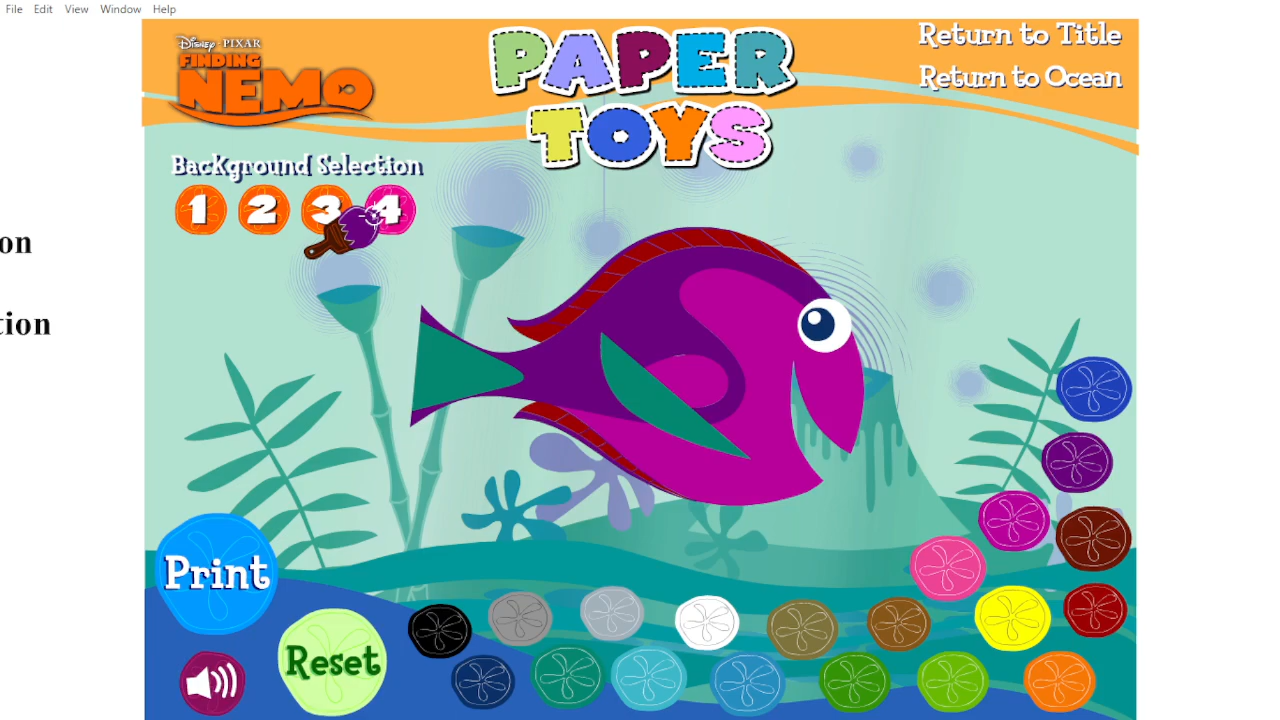 File Edit View Window Help
Disney · PIXAR
FINDING
NEMO
PAPER
TOYS
Return to Title
Return to Ocean
Background Selection
1 2 3 4
on
tion
Print
Reset